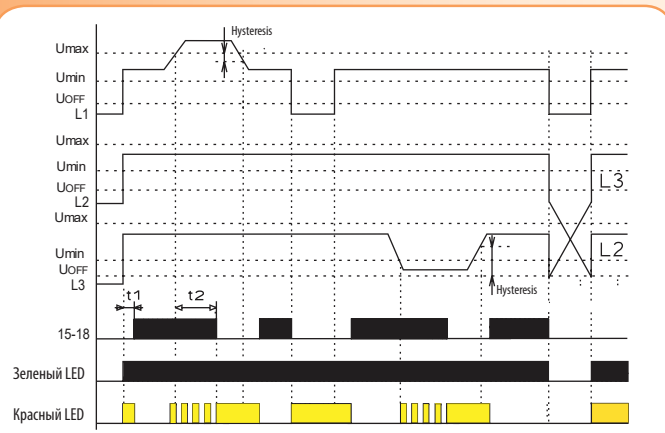 Hysteresis
Umax
Umin
UOFF
L1
Umax
Umin
UOFF
L2
L3
Umax
Umin
UOFF
L3
L2
Hysteresis
t1
t2
15-18
Зеленый LED
Красный LED